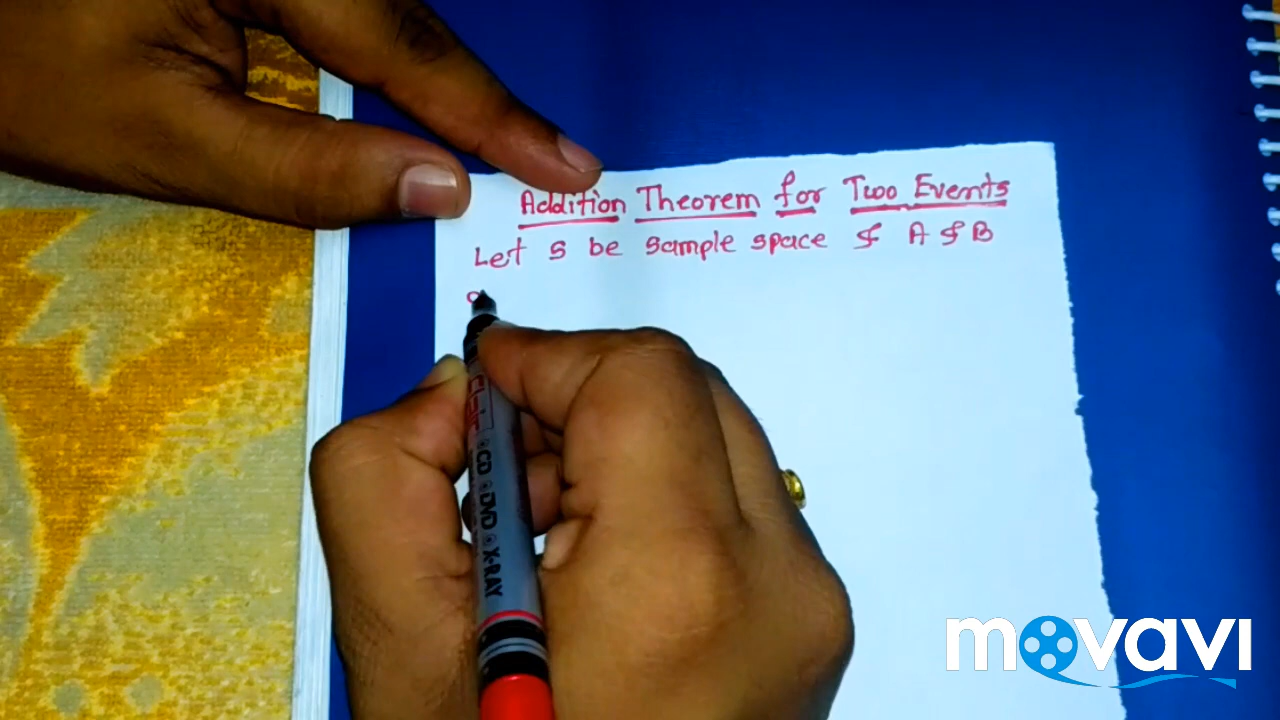 Addition Theorem for Two Events
Let S be sample space & A & B
CD • DVD • X-RAY
movavi